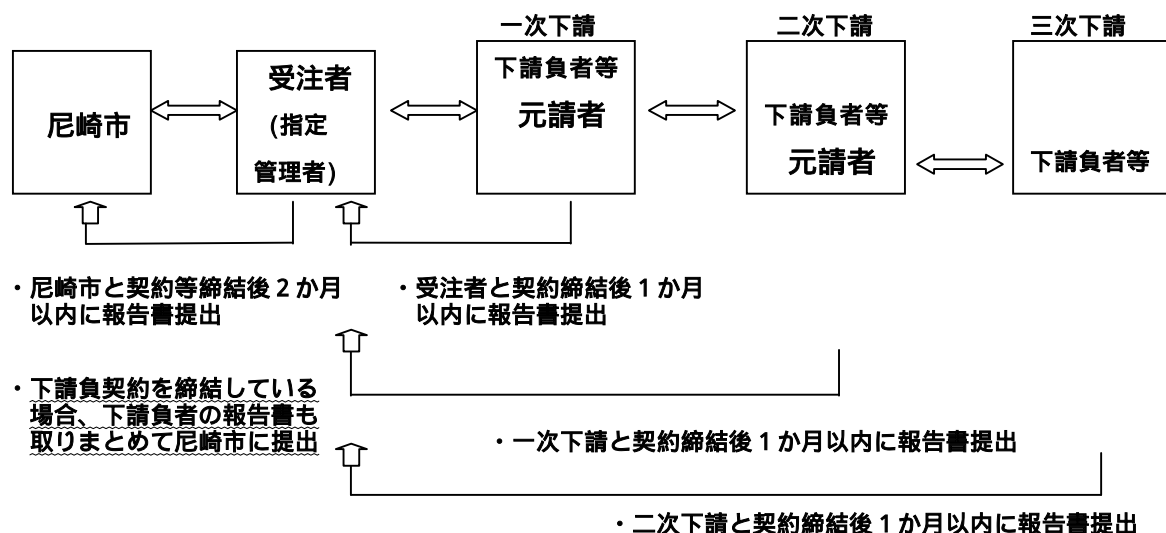 一次下請
二次下請
三次下請
尼崎市
受注者
(指定
管理者)
下請負者等
元請者
下請負者等
元請者
下請負者等
・尼崎市と契約等締結後2か月
以内に報告書提出
・受注者と契約締結後1か月
以内に報告書提出
・下請負契約を締結している
場合、下請負者の報告書も
取りまとめて尼崎市に提出
・一次下請と契約締結後1か月以内に報告書提出
・二次下請と契約締結後1か月以内に報告書提出